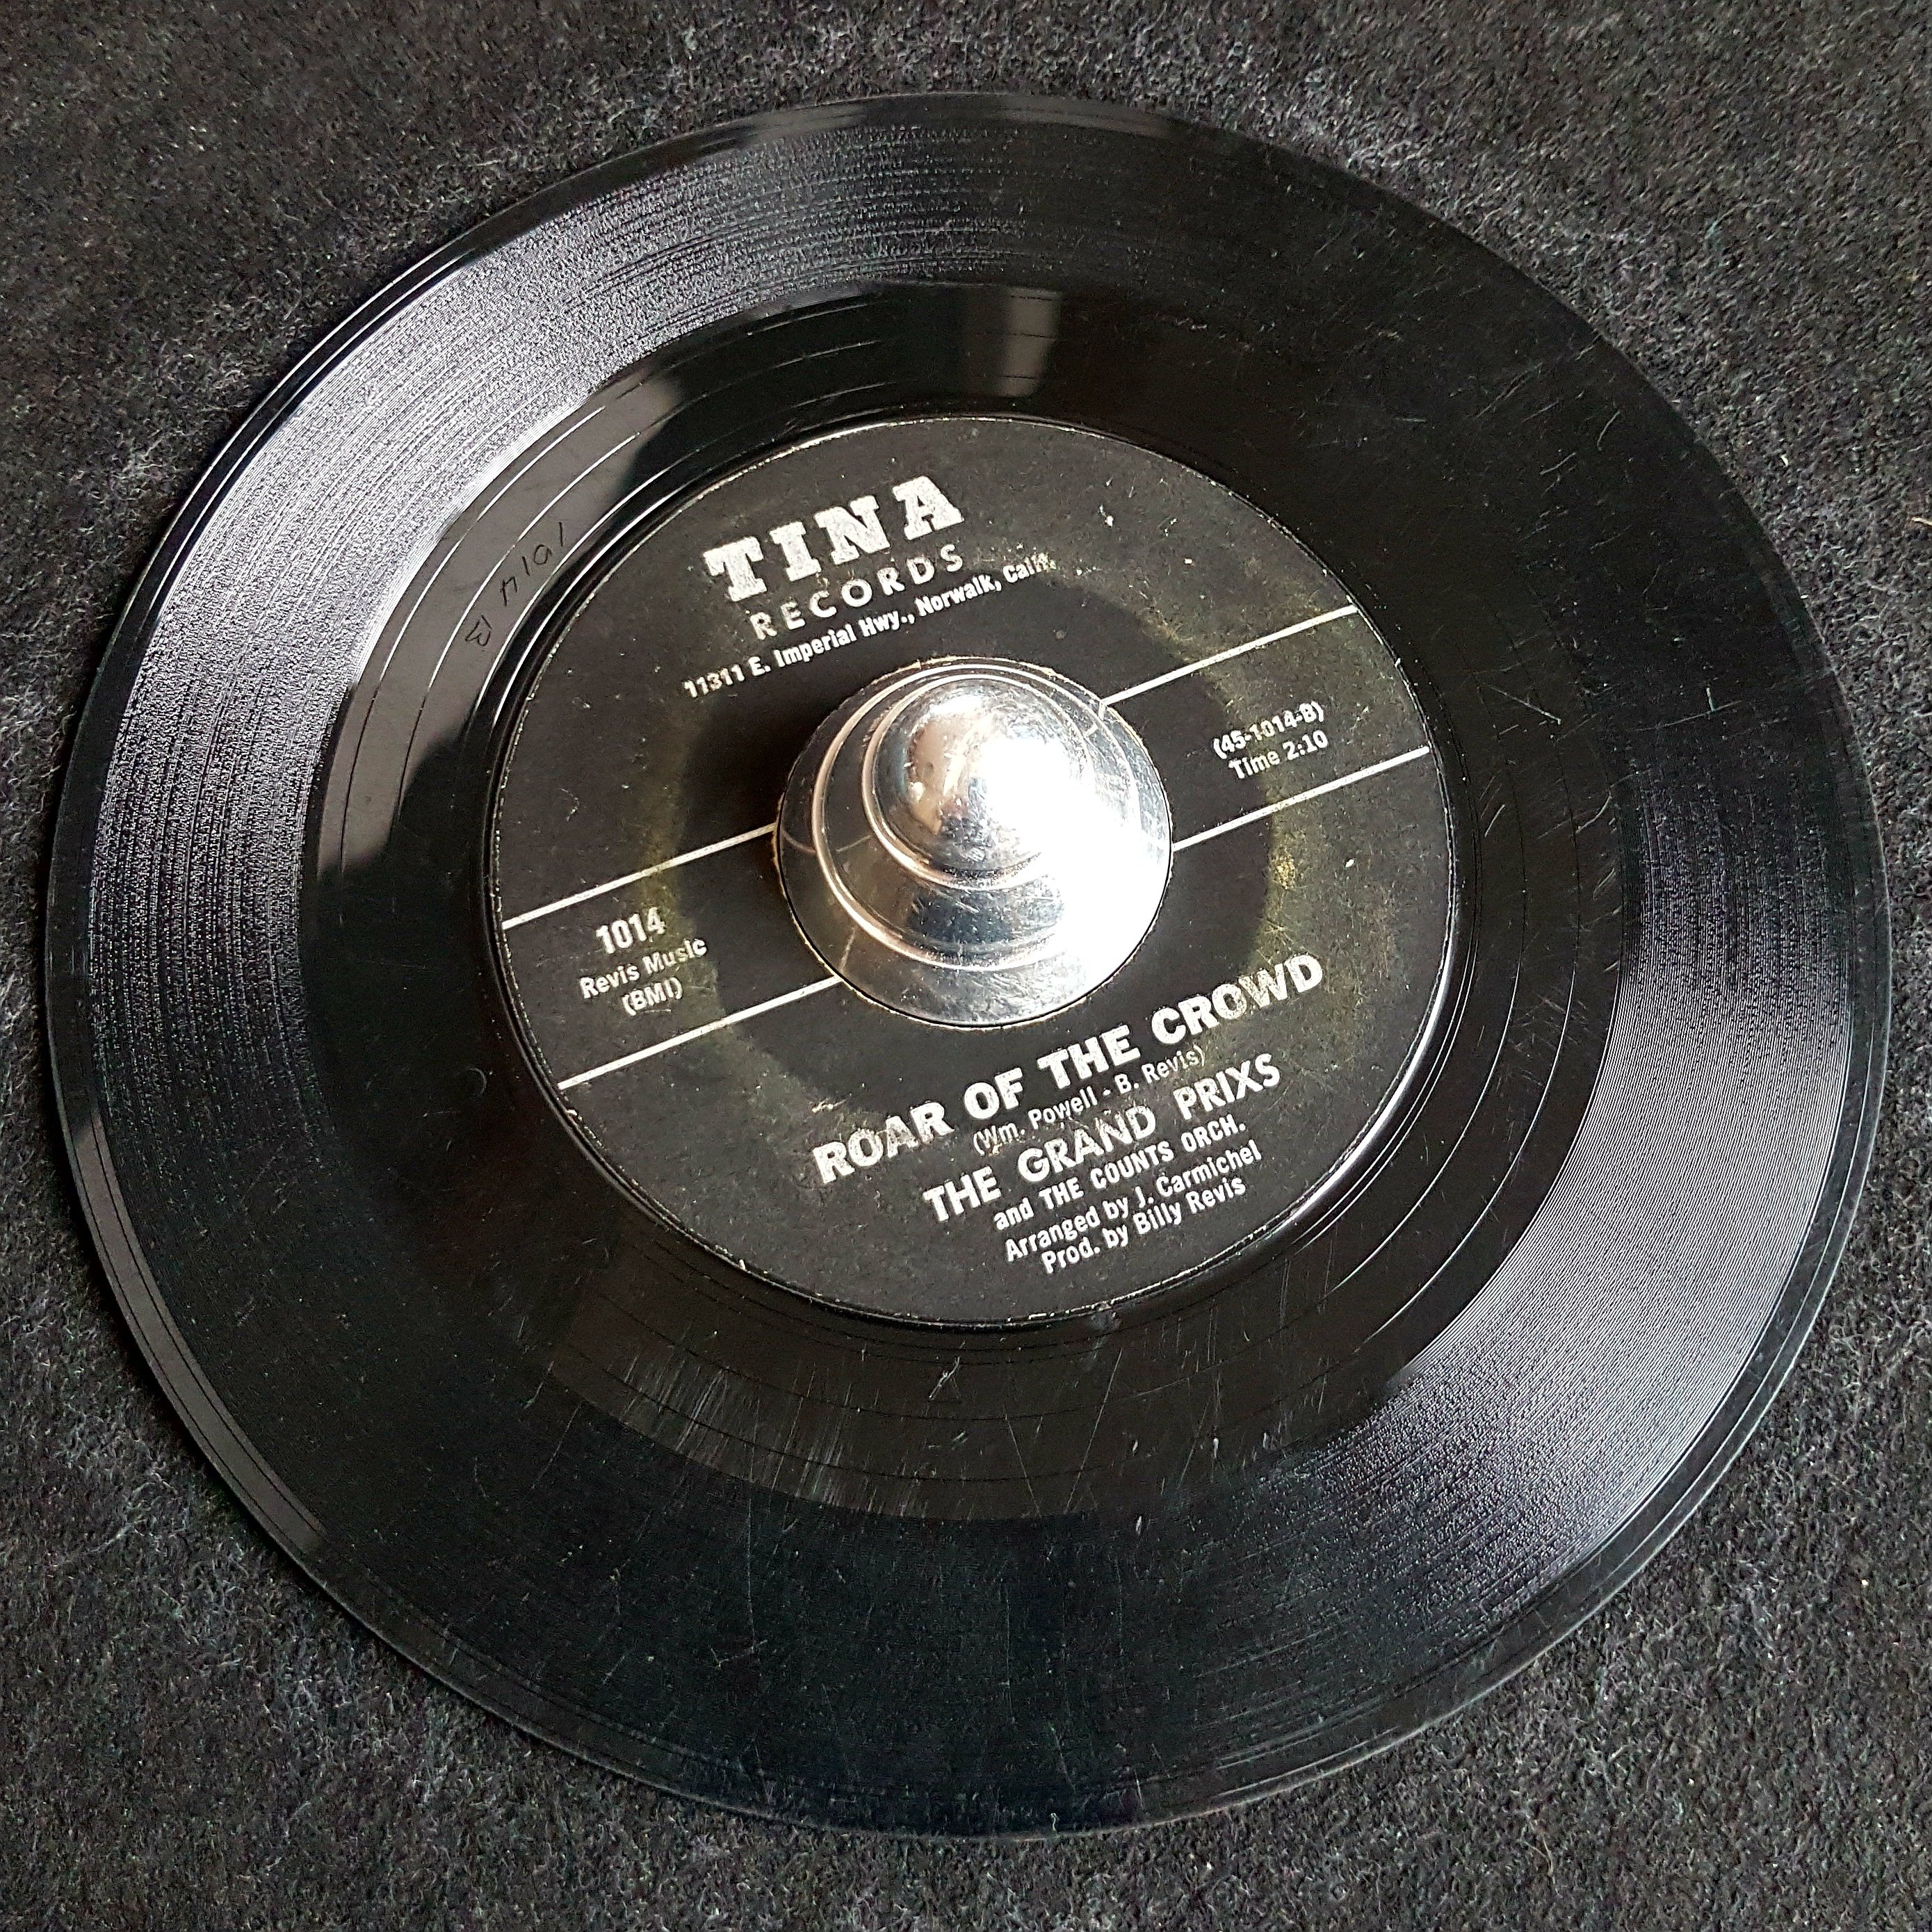 TINA
RECORDS
11311 E. Imperial Hwy., Norwalk, Calif.
(45-1014-B)
Time 2:10
1014
Revis Music
(BMI)
ROAR OF THE CROWD
(Wm. Powell - B. Revis)
THE GRAND PRIXS
and THE COUNTS ORCH.
Arranged by J. Carmichel
Prod. by Billy Revis
1014 B